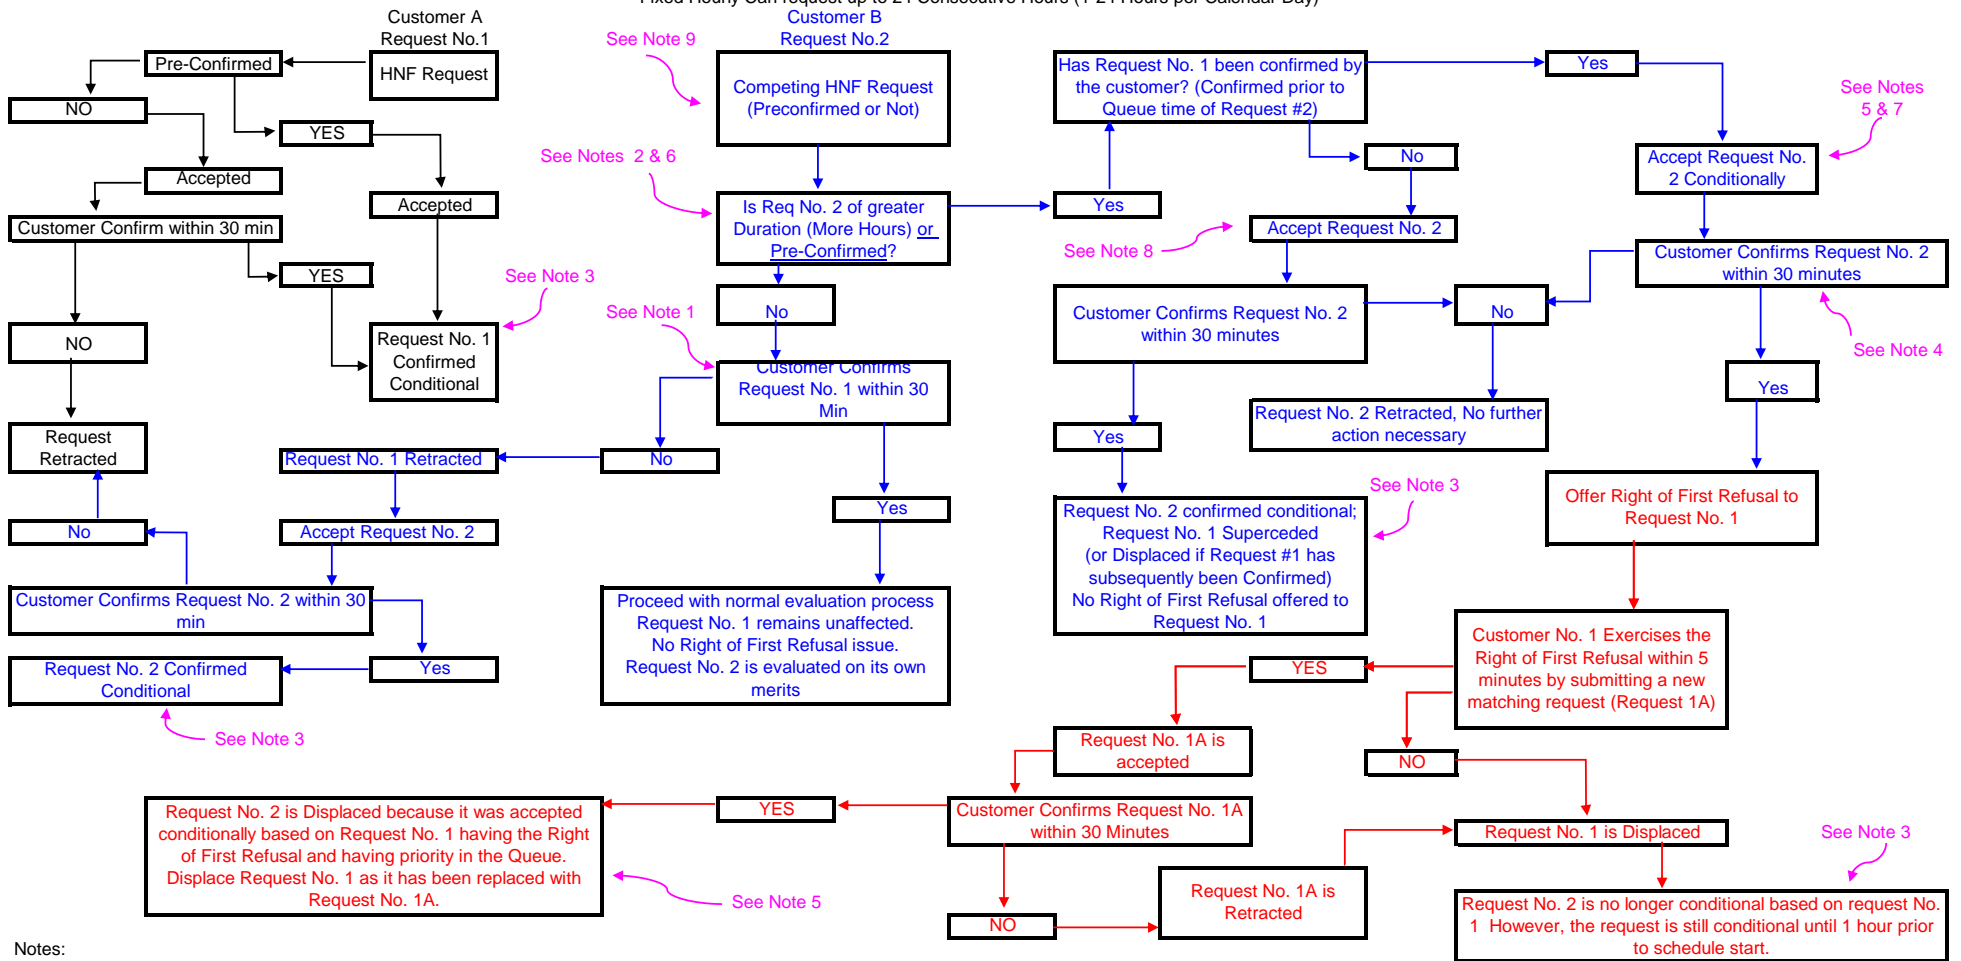 Fixed Hourly Can request up to 24 Consecutive Hours (1-24 Hours per Calendar Day)
Customer A
Request No.1
HNF Request
Pre-Confirmed
NO
YES
Accepted
Accepted
Customer Confirm within 30 min
YES
NO
Request No. 1
Confirmed
Conditional
See Note 3
Request
Retracted
Customer B
Request No.2
See Note 9
Competing HNF Request
(Preconfirmed or Not)
See Notes 2 & 6
Is Req No. 2 of greater
Duration (More Hours) or
Pre-Confirmed?
Yes
No
See Note 1
Customer Confirms
Request No. 1 within 30
Min
No
Request No. 1 Retracted
Yes
Accept Request No. 2
No
Customer Confirms Request No. 2 within 30
min
Yes
Request No. 2 Confirmed
Conditional
See Note 3
Proceed with normal evaluation process
Request No. 1 remains unaffected.
No Right of First Refusal issue.
Request No. 2 is evaluated on its own
merits
Has Request No. 1 been confirmed by
the customer? (Confirmed prior to
Queue time of Request #2)
Yes
No
See Notes
5 & 7
Accept Request No.
2 Conditionally
Accept Request No. 2
See Note 8
Customer Confirms Request No. 2
within 30 minutes
Customer Confirms Request No. 2
within 30 minutes
No
See Note 4
Yes
Yes
Request No. 2 Retracted, No further
action necessary
See Note 3
Request No. 2 confirmed conditional;
Request No. 1 Superceded
(or Displaced if Request #1 has
subsequently been Confirmed)
No Right of First Refusal offered to
Request No. 1
Offer Right of First Refusal to
Request No. 1
Customer No. 1 Exercises the
Right of First Refusal within 5
minutes by submitting a new
matching request (Request 1A)
YES
NO
Request No. 1A is
accepted
Customer Confirms Request No. 1A
within 30 Minutes
YES
Request No. 2 is Displaced because it was accepted
conditionally based on Request No. 1 having the Right
of First Refusal and having priority in the Queue.
Displace Request No. 1 as it has been replaced with
Request No. 1A.
See Note 5
NO
Request No. 1A is
Retracted
Request No. 1 is Displaced
See Note 3
Request No. 2 is no longer conditional based on request No.
1 However, the request is still conditional until 1 hour prior
to schedule start.
Notes: